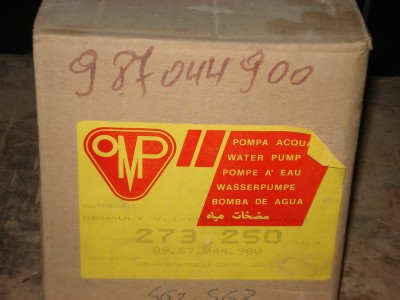 987044900
OMP
POMPA ACQUA
WATER PUMP
POMPE A' EAU
WASSERPUMPE
BOMBA DE AGUA
مضخات مياه
RENAULT V.I.
273.250
09.87.044.900